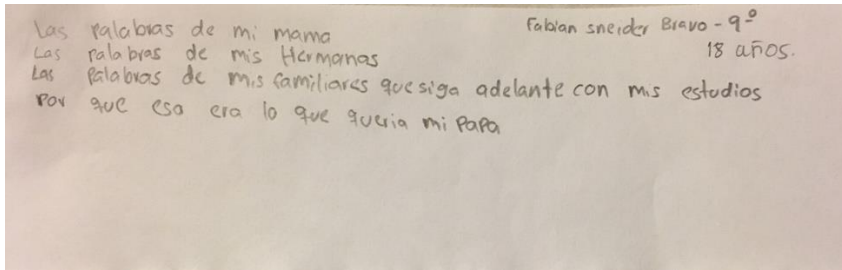 Las palabras de mi mama
Fabian sneider Bravo - 9º
18 años.
Las palabras de mis Hermanas
Las Palabras de mis familiares que siga adelante con mis estudios
Por que eso era lo que queria mi PaPa